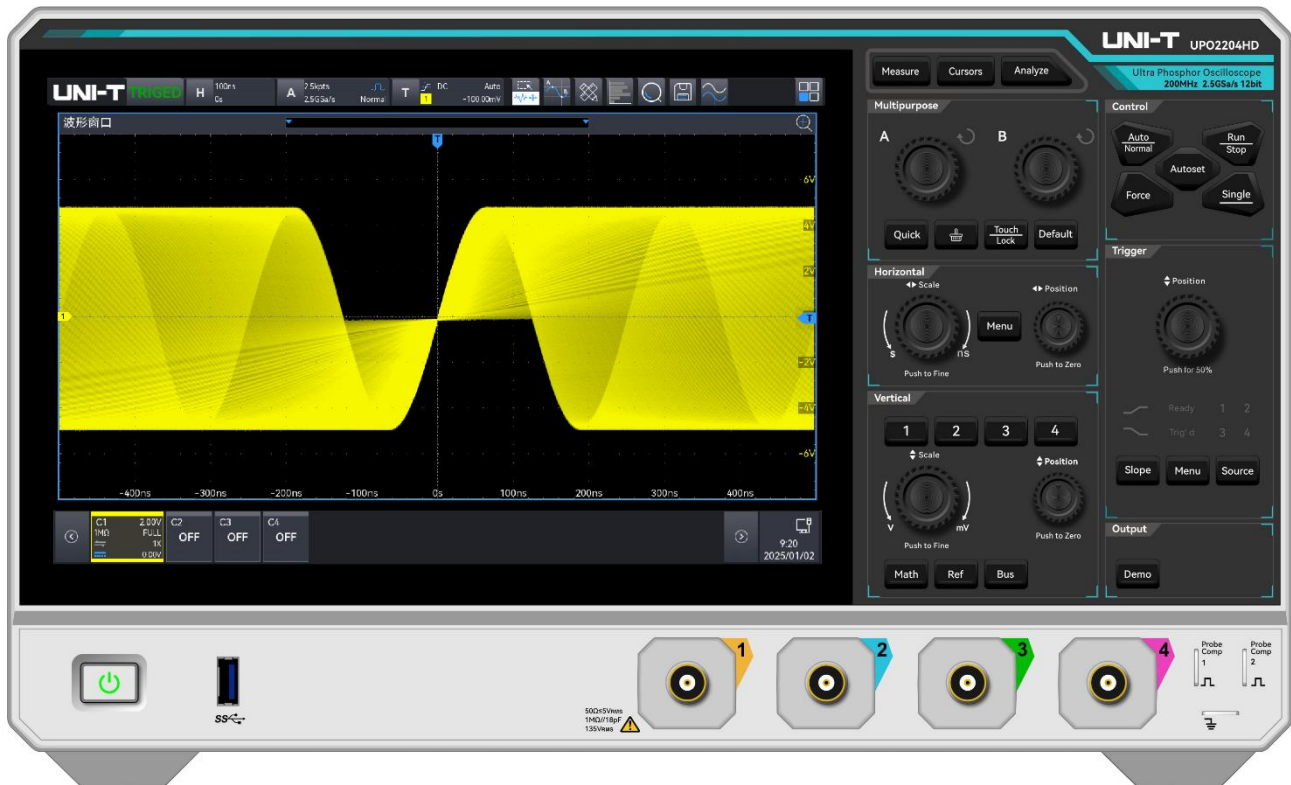 UNI-T UPO2204HD
Ultra Phosphor Oscilloscope
200MHz 2.5GSa/s 12bit
UNI-T TRIGED H 100ns 0s A 2.5kpts 2.5GSa/s Normal T DC 1 Auto -100.00mV
波形窗口
T
6V
4V
2V
1 T
-2V
-4V
-6V
-400ns -300ns -200ns -100ns 0s 100ns 200ns 300ns 400ns
C1 2.00V
1MΩ FULL
1X
0.00V
C2
OFF
C3
OFF
C4
OFF
9:20
2025/01/02
Measure Cursors Analyze
Multipurpose
A B
Quick
Touch
Lock
Default
Horizontal
Scale
Position
Menu
s ns
Push to Fine
Push to Zero
Vertical
1 2 3 4
Scale
Position
V mV
Push to Fine
Push to Zero
Math Ref Bus
Control
Auto
Normal
Run
Stop
Autoset
Force
Single
Trigger
Position
Push for 50%
Ready 1 2
Trig'd 3 4
Slope Menu Source
Output
Demo
SS
50Ω≤5VRMS
1MΩ//18pF
135VRMS
1
2
3
4
Probe
Comp
1
Probe
Comp
2